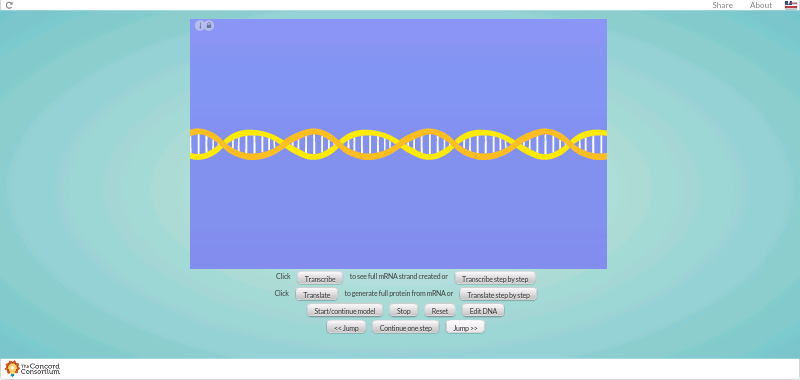 Share About
Click Transcribe to see full mRNA strand created or Transcribe step by step
Click Translate to generate full protein from mRNA or Translate step by step
Start/continue model Stop Reset Edit DNA
<< Jump Continue one step Jump >>
The Concord
Consortium